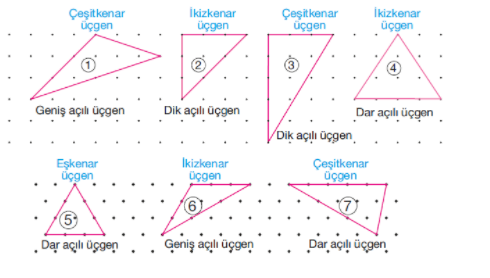 Çeşitkenar üçgen
İkizkenar üçgen
Çeşitkenar üçgen
İkizkenar üçgen
1
2
3
4
Geniş açılı üçgen
Dik açılı üçgen
Dik açılı üçgen
Dar açılı üçgen
Eşkenar üçgen
İkizkenar üçgen
Çeşitkenar üçgen
5
6
7
Dar açılı üçgen
Geniş açılı üçgen
Dar açılı üçgen